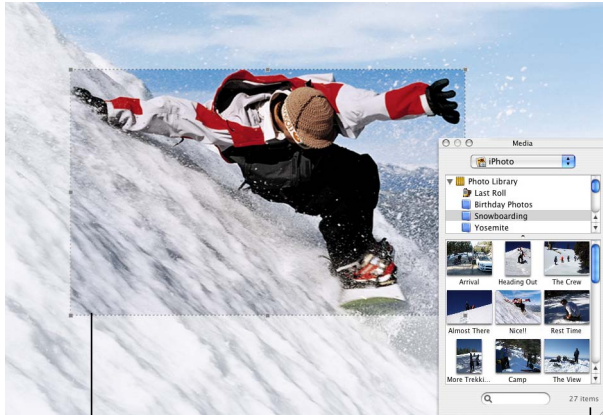 Media
iPhoto
Photo Library
Last Roll
Birthday Photos
Snowboarding
Yosemite
Arrival Heading Out The Crew
Almost There Nice!! Rest Time
More Trekki... Camp The View
27 items